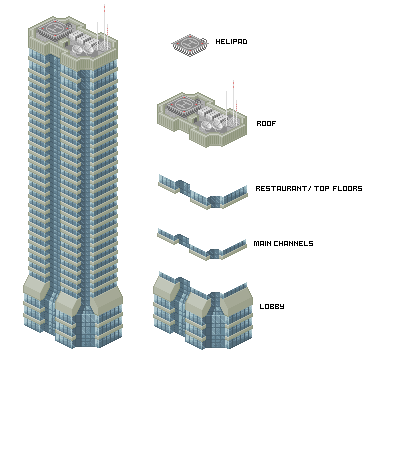 HELIPAD
ROOF
RESTAURANT/ TOP FLOORS
MAIN CHANNELS
LOBBY